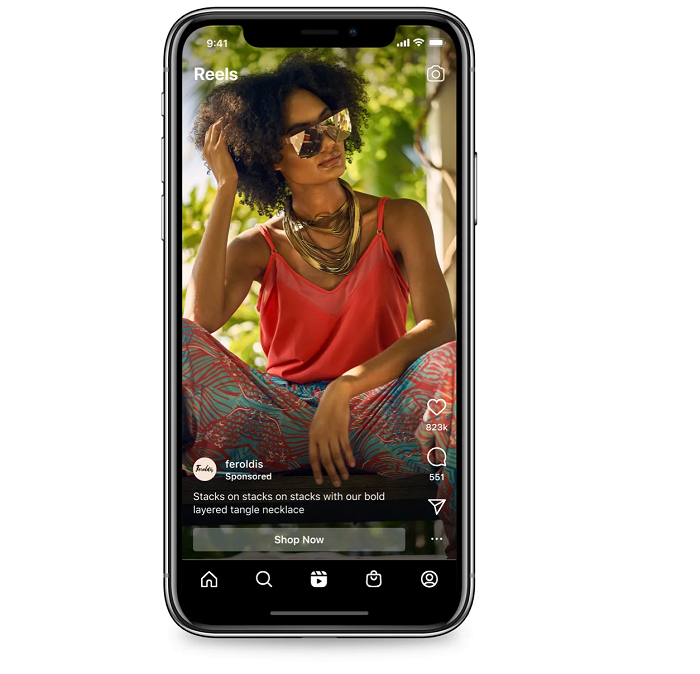 9:41
Reels
823k
551
Feroldis
feroldis
Sponsored
Stacks on stacks on stacks with our bold
layered tangle necklace
Shop Now